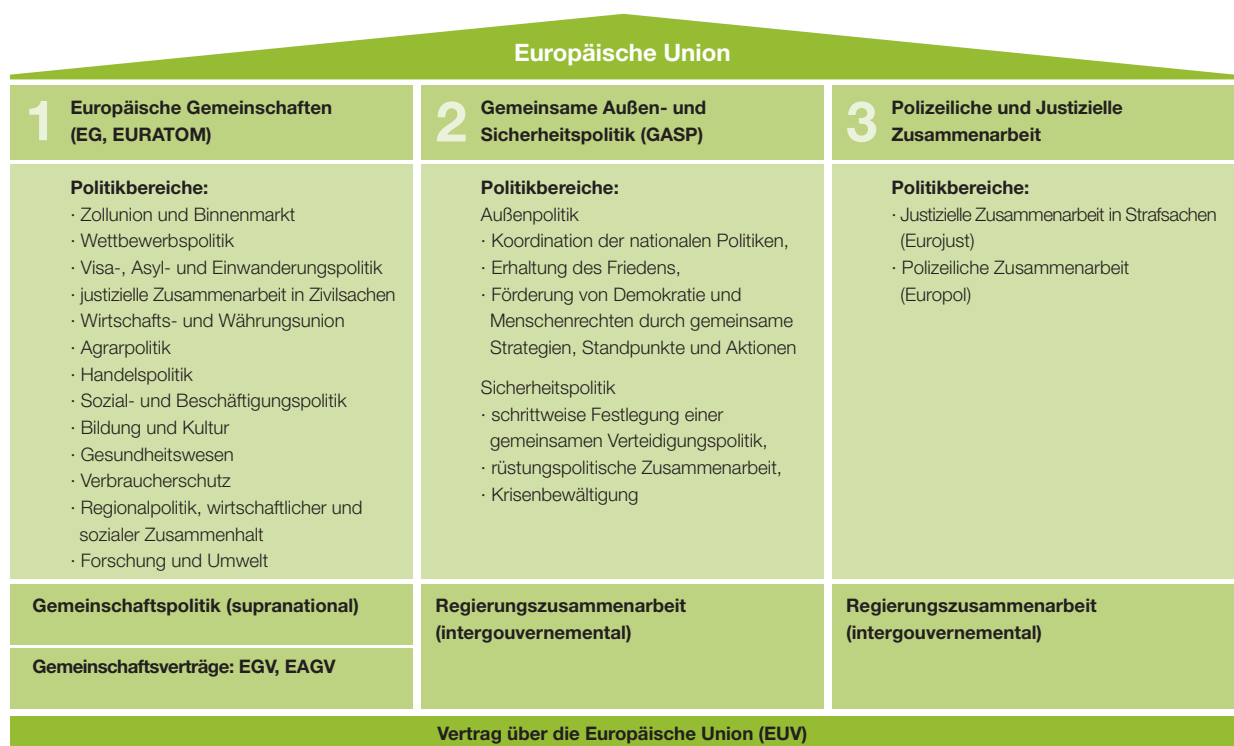 Europäische Union
1
Europäische Gemeinschaften
(EG, EURATOM)
Politikbereiche:
· Zollunion und Binnenmarkt
· Wettbewerbspolitik
· Visa-, Asyl- und Einwanderungspolitik
· justizielle Zusammenarbeit in Zivilsachen
· Wirtschafts- und Währungsunion
· Agrarpolitik
· Handelspolitik
· Sozial- und Beschäftigungspolitik
· Bildung und Kultur
· Gesundheitswesen
· Verbraucherschutz
· Regionalpolitik, wirtschaftlicher und
sozialer Zusammenhalt
· Forschung und Umwelt
Gemeinschaftspolitik (supranational)
Gemeinschaftsverträge: EGV, EAGV
2
Gemeinsame Außen- und
Sicherheitspolitik (GASP)
Politikbereiche:
Außenpolitik
· Koordination der nationalen Politiken,
· Erhaltung des Friedens,
· Förderung von Demokratie und
Menschenrechten durch gemeinsame
Strategien, Standpunkte und Aktionen
Sicherheitspolitik
· schrittweise Festlegung einer
gemeinsamen Verteidigungspolitik,
· rüstungspolitische Zusammenarbeit,
· Krisenbewältigung
Regierungszusammenarbeit
(intergouvernemental)
3
Polizeiliche und Justizielle
Zusammenarbeit
Politikbereiche:
· Justizielle Zusammenarbeit in Strafsachen
(Eurojust)
· Polizeiliche Zusammenarbeit
(Europol)
Regierungszusammenarbeit
(intergouvernemental)
Vertrag über die Europäische Union (EUV)